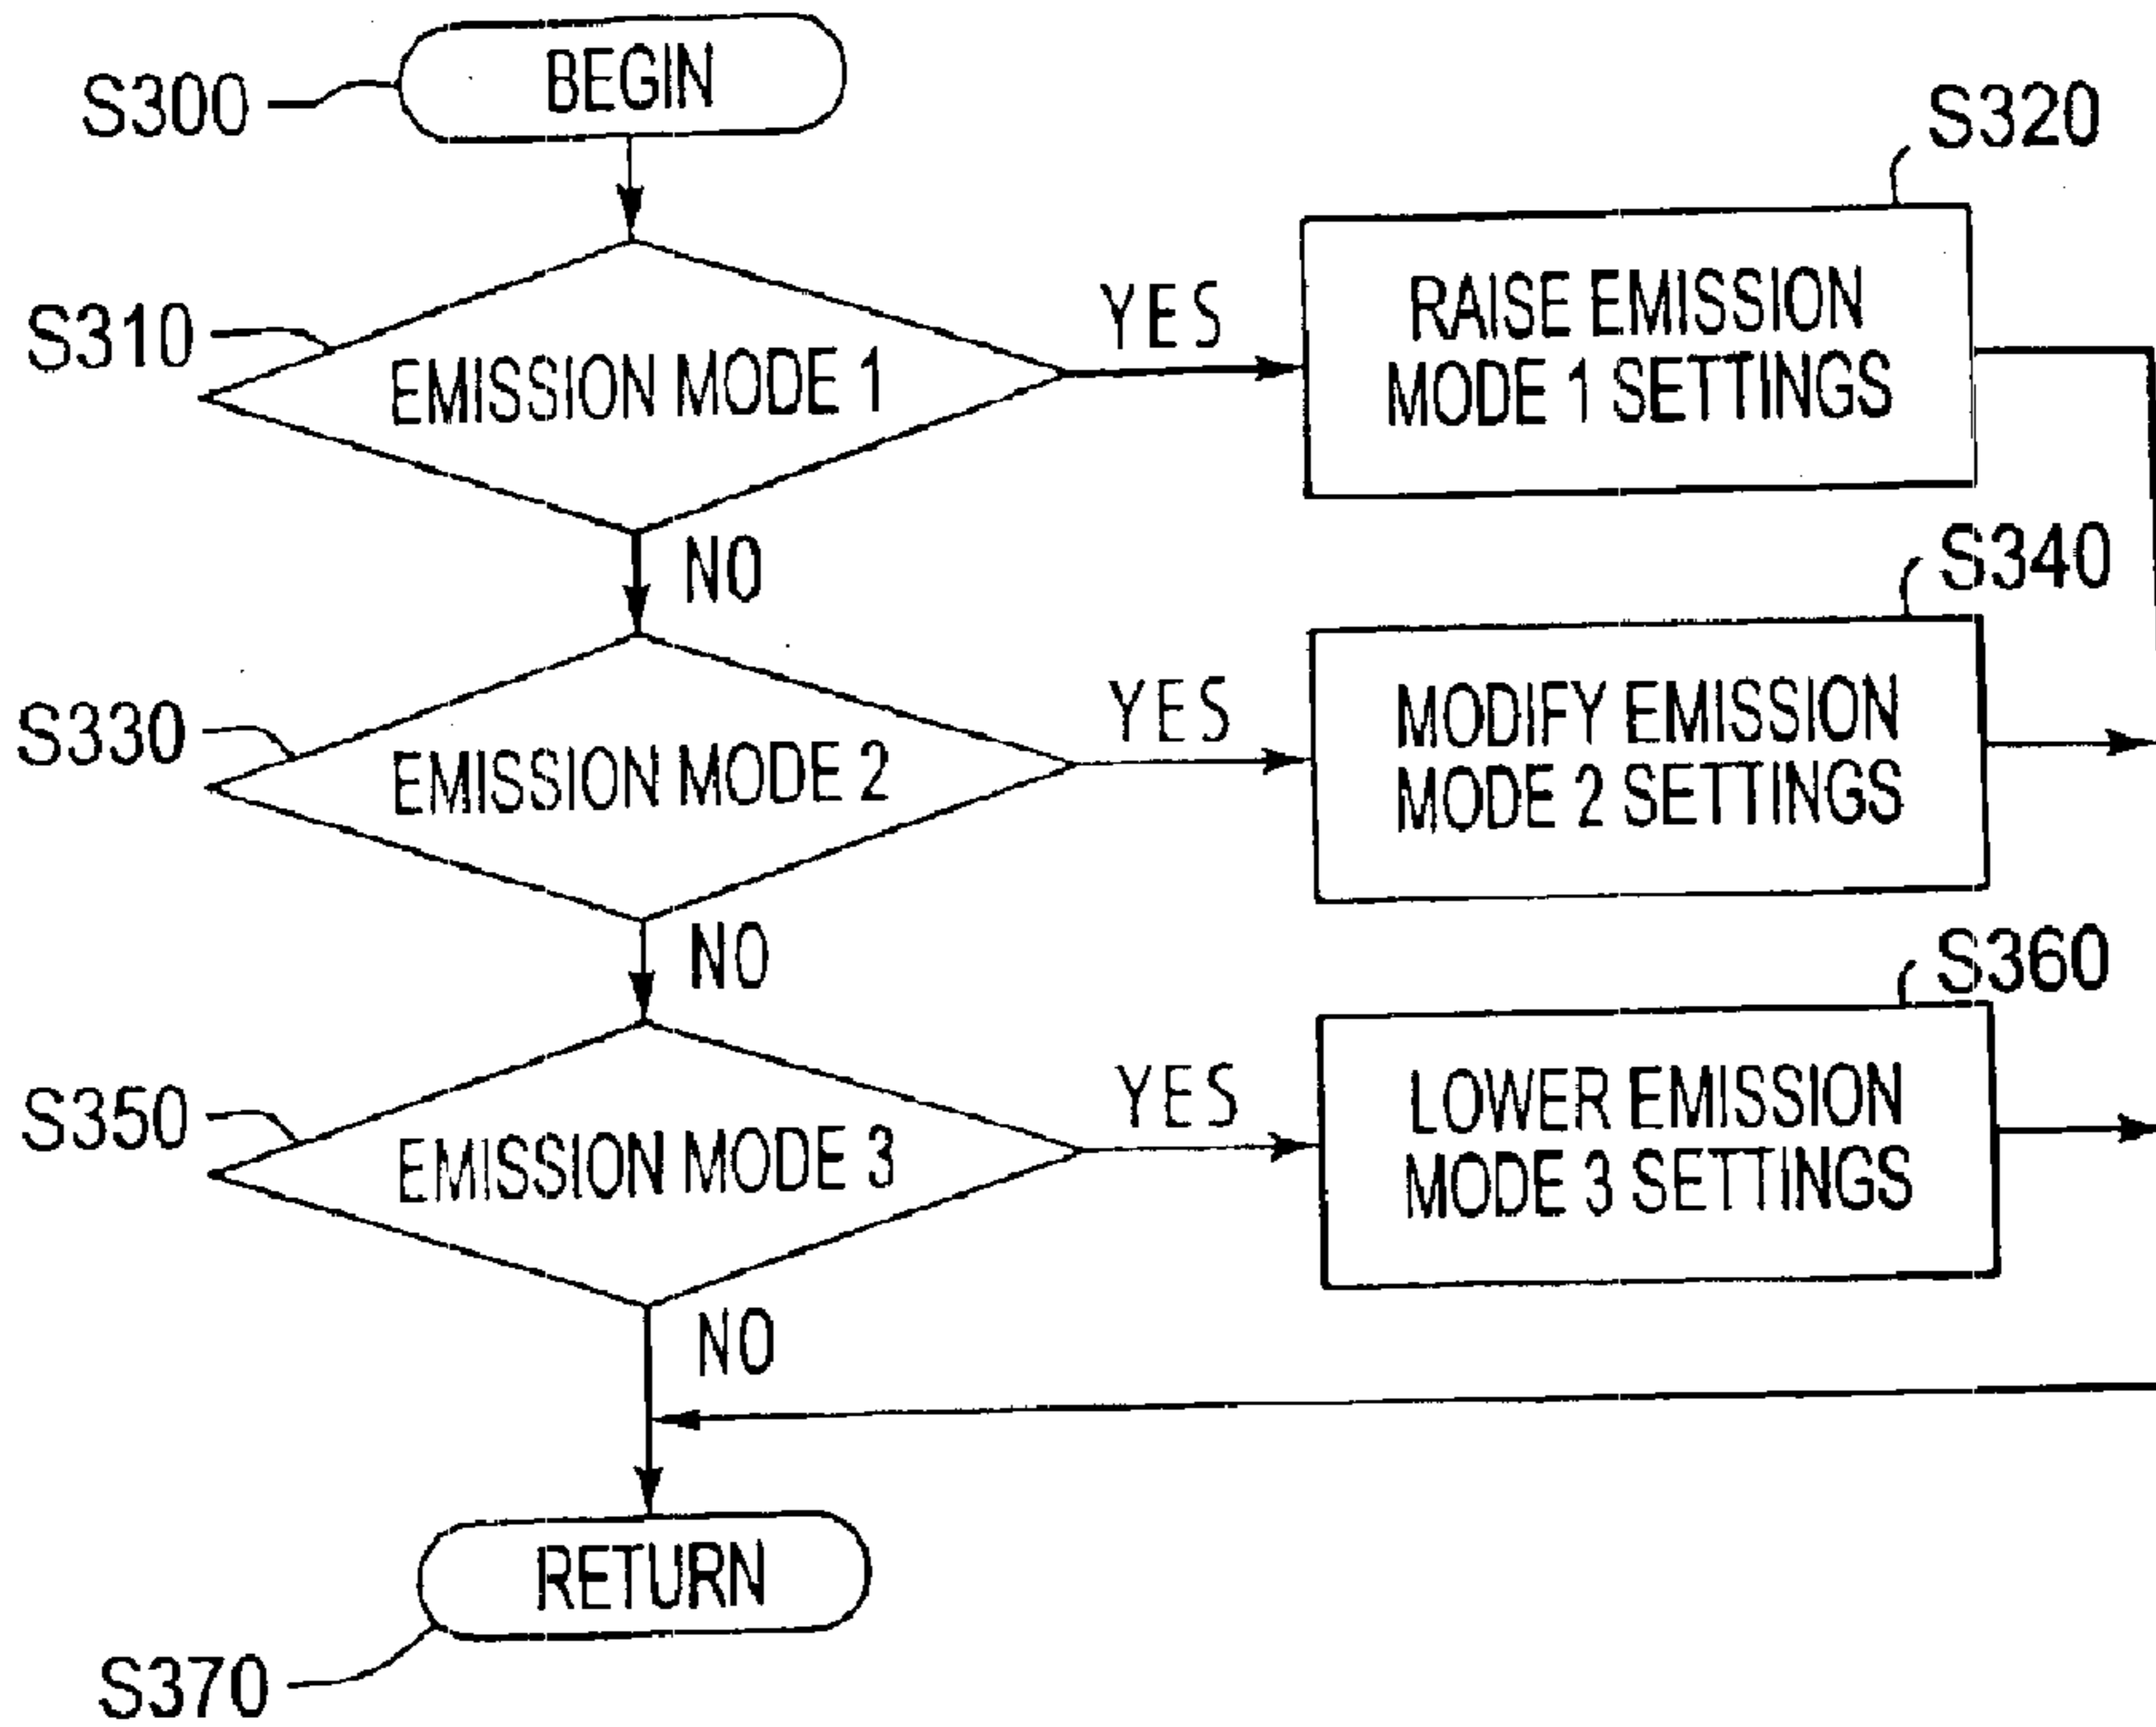 BEGIN
S300
S320
S310
EMISSION MODE 1
YES
RAISE EMISSION
MODE 1 SETTINGS
NO
S340
S330
EMISSION MODE 2
YES
MODIFY EMISSION
MODE 2 SETTINGS
NO
S360
S350
EMISSION MODE 3
YES
LOWER EMISSION
MODE 3 SETTINGS
NO
RETURN
S370